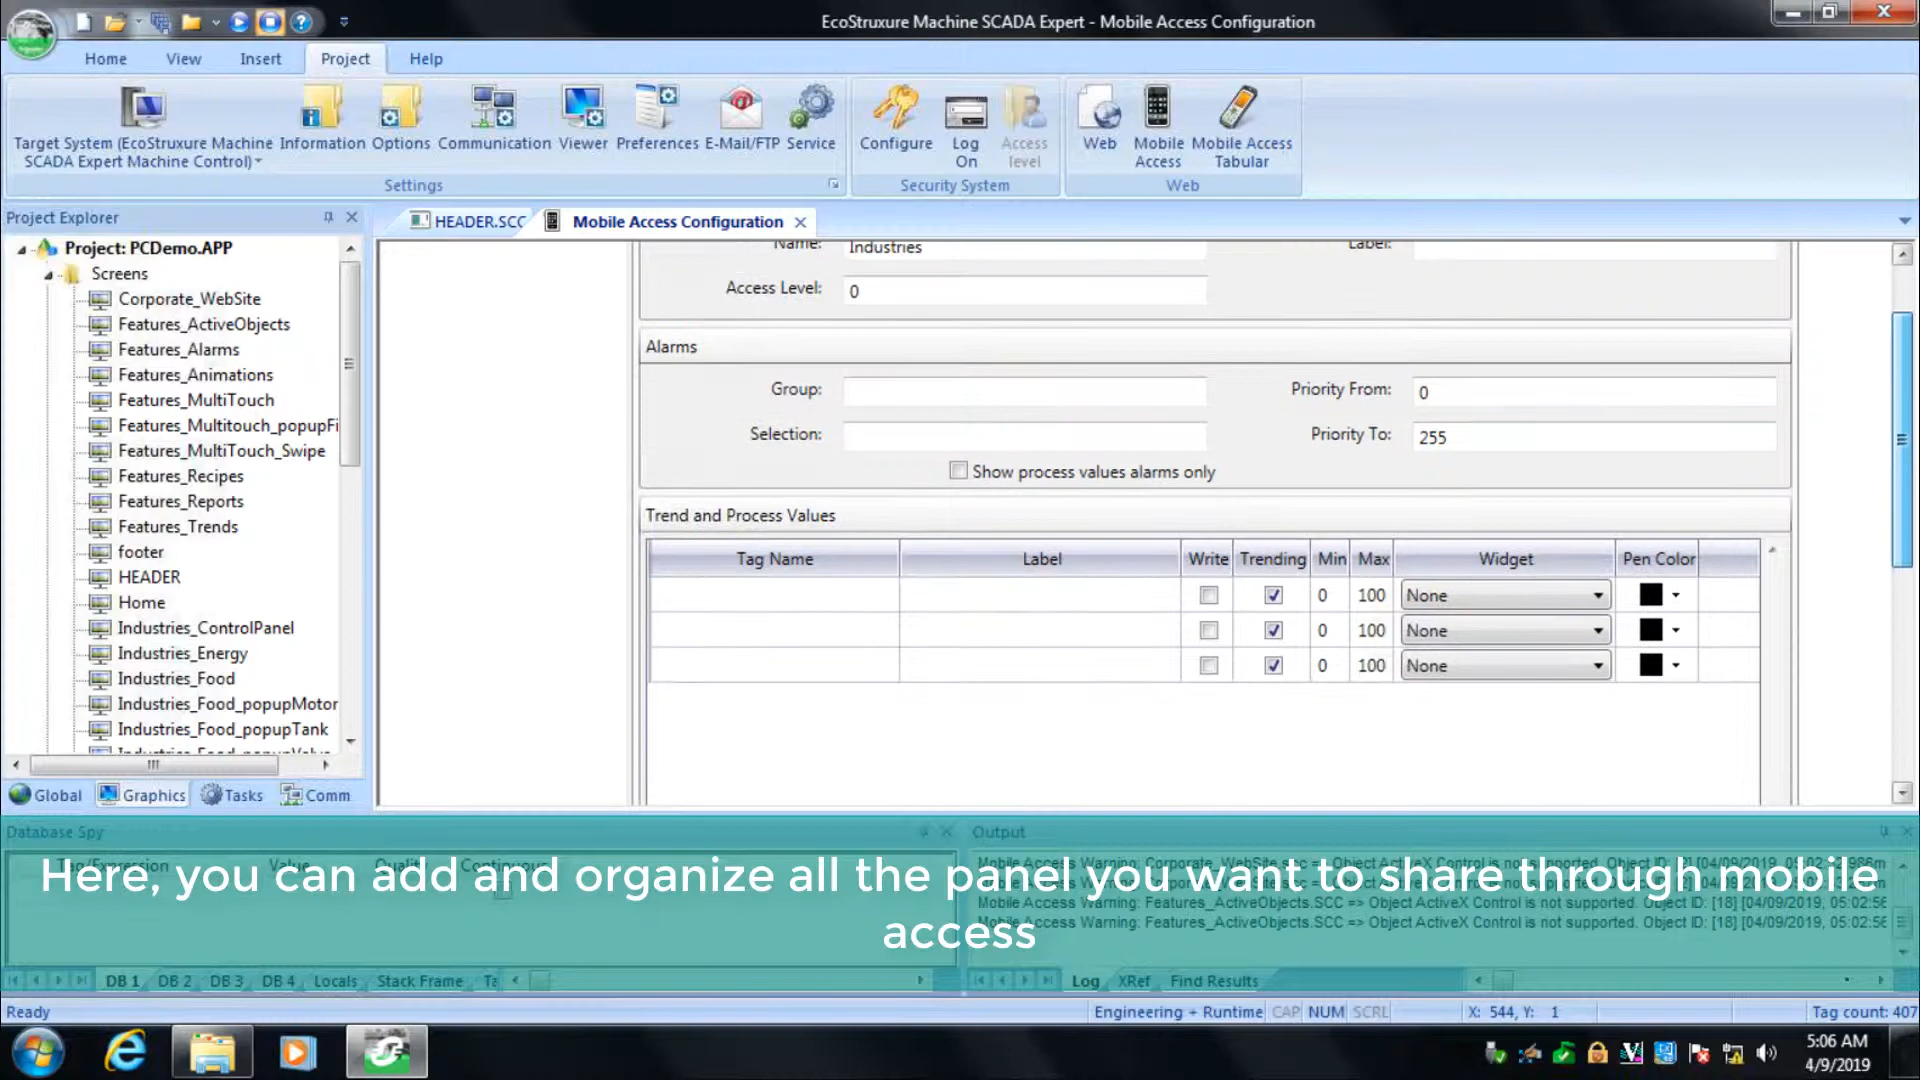 EcoStruxure Machine SCADA Expert - Mobile Access Configuration
Home View Insert Project Help
Target System (EcoStruxure Machine SCADA Expert Machine Control)
Information Options Communication Viewer Preferences E-Mail/FTP Service
Configure Log On Access level
Web Mobile Access Mobile Access Tabular
Settings Security System Web
Project Explorer
HEADER.SCC Mobile Access Configuration
Project: PCDemo.APP
Screens
Corporate_WebSite
Features_ActiveObjects
Features_Alarms
Features_Animations
Features_MultiTouch
Features_Multitouch_popupFi
Features_MultiTouch_Swipe
Features_Recipes
Features_Reports
Features_Trends
footer
HEADER
Home
Industries_ControlPanel
Industries_Energy
Industries_Food
Industries_Food_popupMotor
Industries_Food_popupTank
Global Graphics Tasks Comm
Name: Industries Label:
Access Level: 0
Alarms
Group: Priority From: 0
Selection: Priority To: 255
Show process values alarms only
Trend and Process Values
Tag Name Label Write Trending Min Max Widget Pen Color
0 100 None
0 100 None
0 100 None
Database Spy
Tag/Expression Value Quality Continuous
Output
Mobile Access Warning: Features_ActiveObjects.SCC => Object ActiveX Control is not supported. Object ID: [18] [04/09/2019, 05:02:56
Mobile Access Warning: Features_ActiveObjects.SCC => Object ActiveX Control is not supported. Object ID: [18] [04/09/2019, 05:02:56
Here, you can add and organize all the panel you want to share through mobile
access
DB 1 DB 2 DB 3 DB 4 Locals Stack Frame Ta
Log XRef Find Results
Ready
Engineering + Runtime CAP NUM SCRL X: 544, Y: 1 Tag count: 407
5:06 AM
4/9/2019